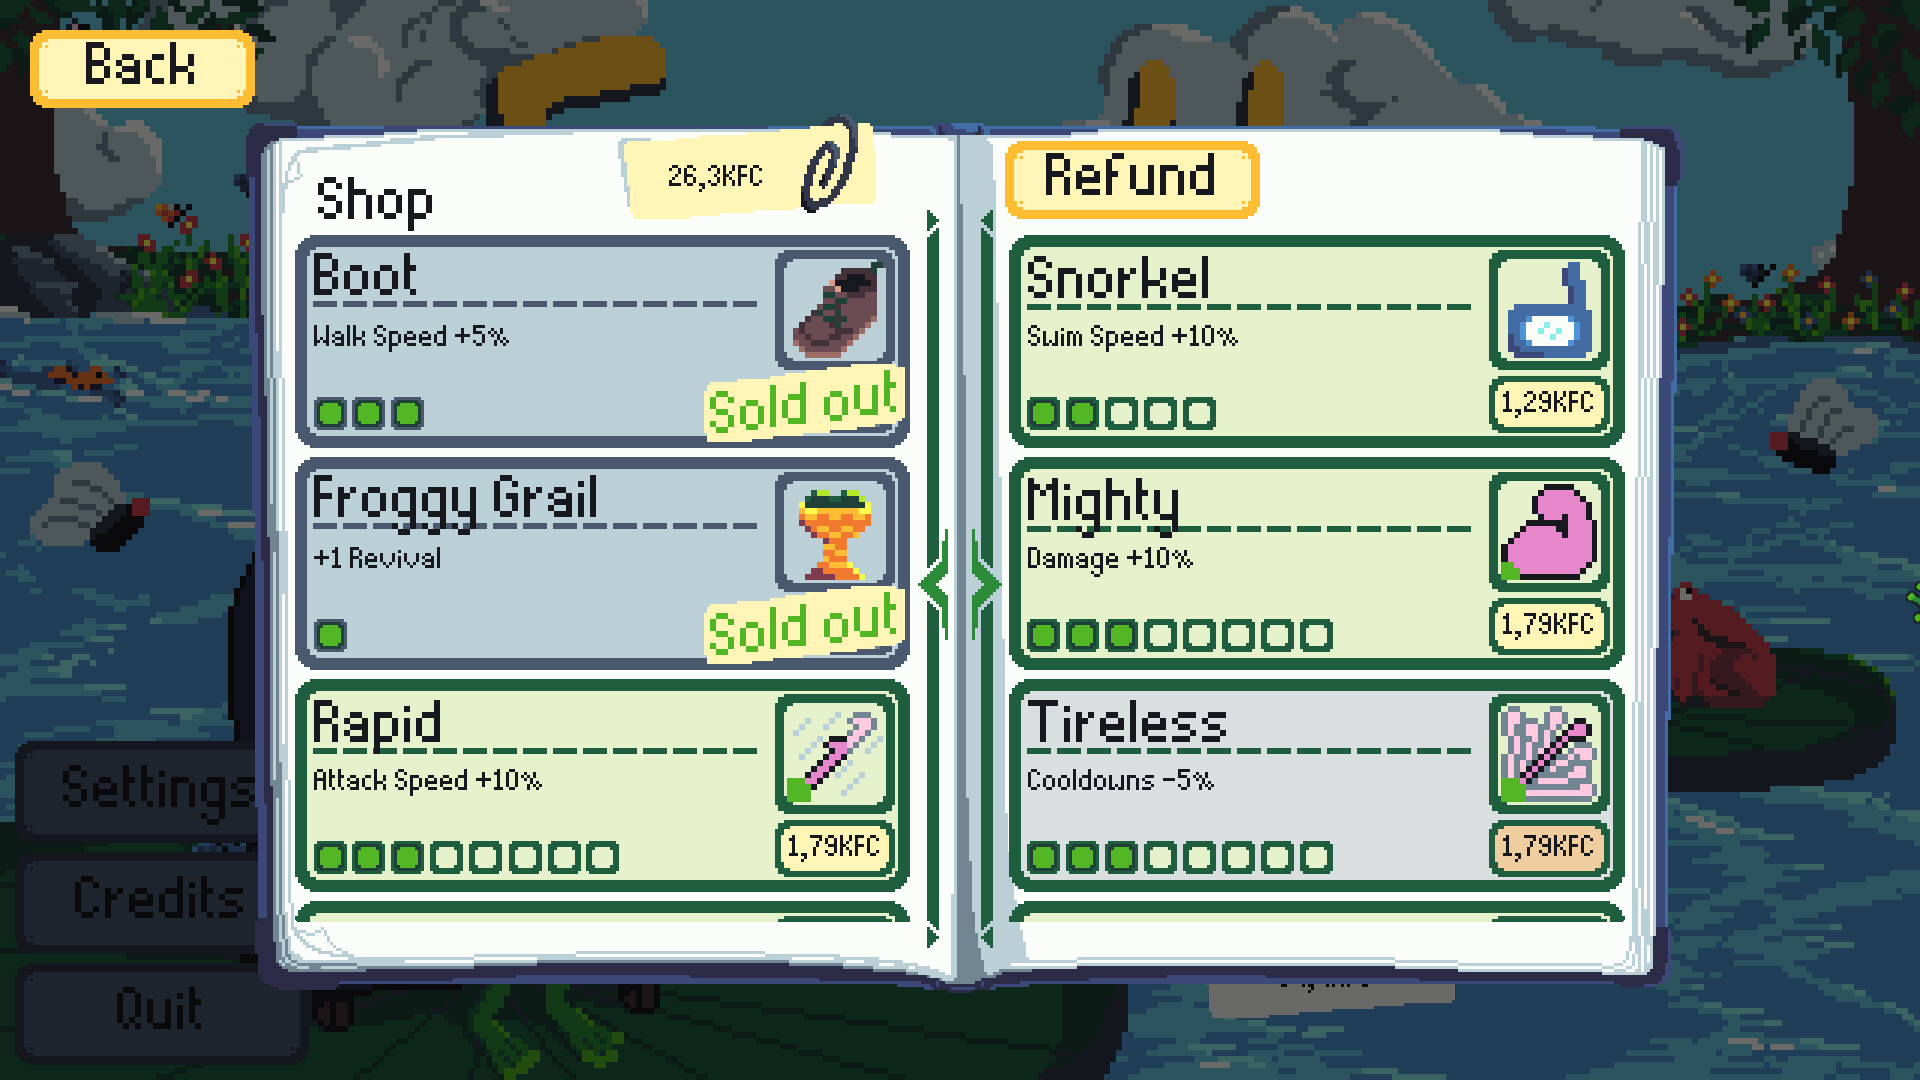 Back
26,3KFC
Shop
Refund
Boot
Walk Speed +5%
Sold out
Froggy Grail
+1 Revival
Sold out
Rapid
Attack Speed +10%
1,79KFC
Snorkel
Swim Speed +10%
1,29KFC
Mighty
Damage +10%
1,79KFC
Tireless
Cooldowns -5%
1,79KFC
Settings
Credits
Quit